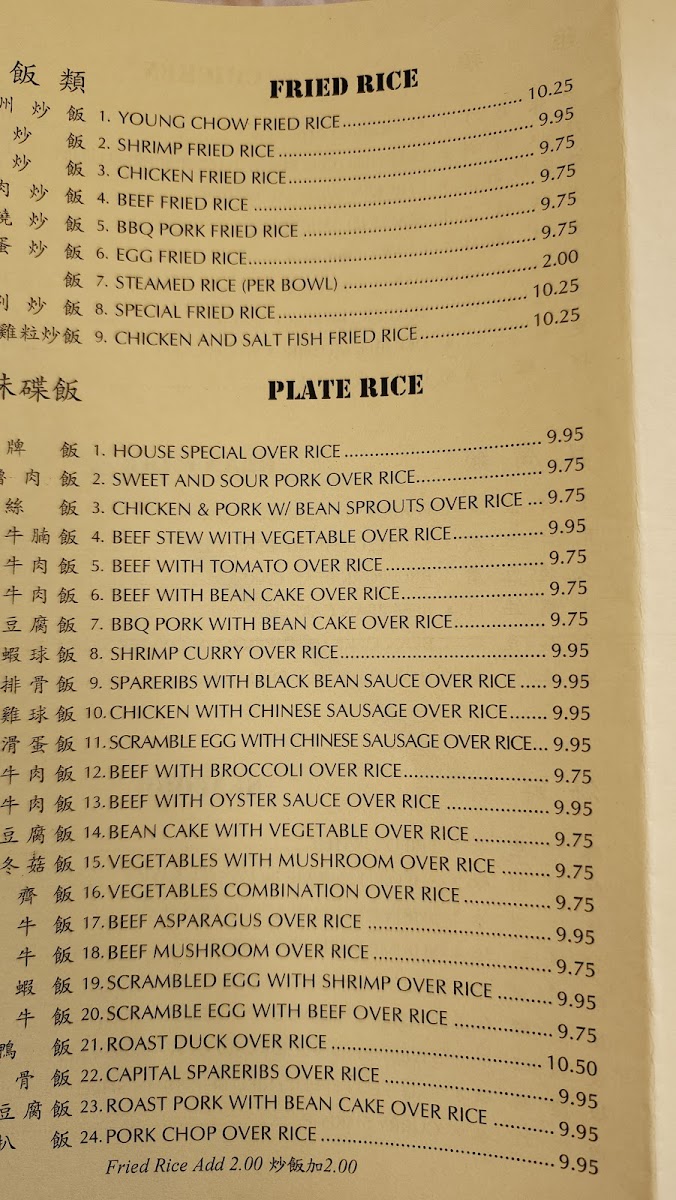 飯類 FRIED RICE
州炒飯 1. YOUNG CHOW FRIED RICE 10.25
炒飯 2. SHRIMP FRIED RICE 9.95
炒飯 3. CHICKEN FRIED RICE 9.75
肉炒飯 4. BEEF FRIED RICE 9.75
燒炒飯 5. BBQ PORK FRIED RICE 9.75
蛋炒飯 6. EGG FRIED RICE 9.75
飯 7. STEAMED RICE (PER BOWL) 2.00
別炒飯 8. SPECIAL FRIED RICE 10.25
雞粒炒飯 9. CHICKEN AND SALT FISH FRIED RICE 10.25
味碟飯 PLATE RICE
牌飯 1. HOUSE SPECIAL OVER RICE 9.95
肉飯 2. SWEET AND SOUR PORK OVER RICE 9.75
絲飯 3. CHICKEN & PORK W/ BEAN SPROUTS OVER RICE 9.75
牛腩飯 4. BEEF STEW WITH VEGETABLE OVER RICE 9.95
牛肉飯 5. BEEF WITH TOMATO OVER RICE 9.75
牛肉飯 6. BEEF WITH BEAN CAKE OVER RICE 9.75
豆腐飯 7. BBQ PORK WITH BEAN CAKE OVER RICE 9.75
蝦球飯 8. SHRIMP CURRY OVER RICE 9.95
排骨飯 9. SPARERIBS WITH BLACK BEAN SAUCE OVER RICE 9.95
雞球飯 10. CHICKEN WITH CHINESE SAUSAGE OVER RICE 9.95
滑蛋飯 11. SCRAMBLE EGG WITH CHINESE SAUSAGE OVER RICE 9.95
牛肉飯 12. BEEF WITH BROCCOLI OVER RICE 9.75
牛肉飯 13. BEEF WITH OYSTER SAUCE OVER RICE 9.95
豆腐飯 14. BEAN CAKE WITH VEGETABLE OVER RICE 9.75
冬菇飯 15. VEGETABLES WITH MUSHROOM OVER RICE 9.75
齋飯 16. VEGETABLES COMBINATION OVER RICE 9.75
牛飯 17. BEEF ASPARAGUS OVER RICE 9.95
牛飯 18. BEEF MUSHROOM OVER RICE 9.75
蝦飯 19. SCRAMBLED EGG WITH SHRIMP OVER RICE 9.95
牛飯 20. SCRAMBLE EGG WITH BEEF OVER RICE 9.75
鴨飯 21. ROAST DUCK OVER RICE 10.50
骨飯 22. CAPITAL SPARERIBS OVER RICE 9.95
豆腐飯 23. ROAST PORK WITH BEAN CAKE OVER RICE 9.95
扒飯 24. PORK CHOP OVER RICE 9.95
Fried Rice Add 2.00 炒飯加2.00